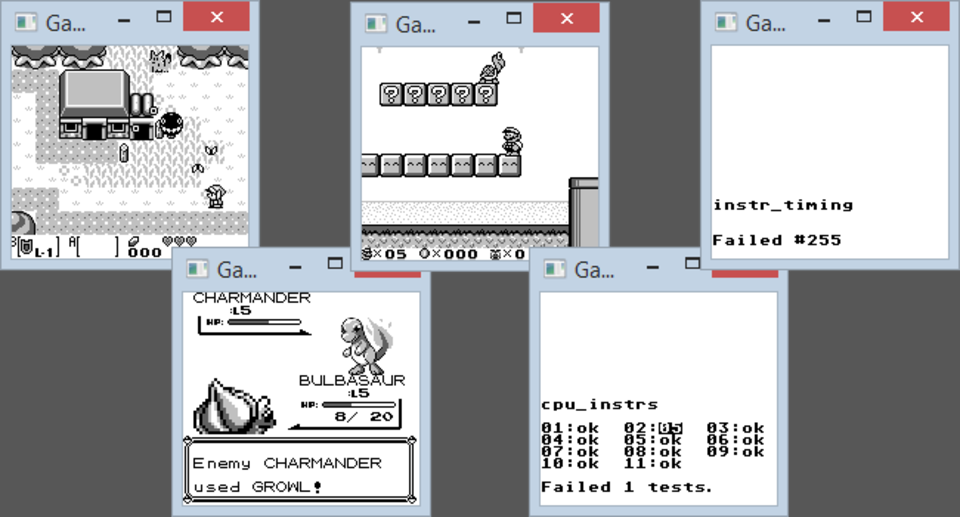 Ga...
Ga...
Ga...
B[ L-1] A[ ] 000
×05 ×000 ×0
instr_timing
Failed #255
Ga...
Ga...
CHARMANDER
:L5
HP:
BULBASAUR
:L5
HP:
8/ 20
Enemy CHARMANDER
used GROWL!
cpu_instrs
01:ok 02:05 03:ok
04:ok 05:ok 06:ok
07:ok 08:ok 09:ok
10:ok 11:ok
Failed 1 tests.